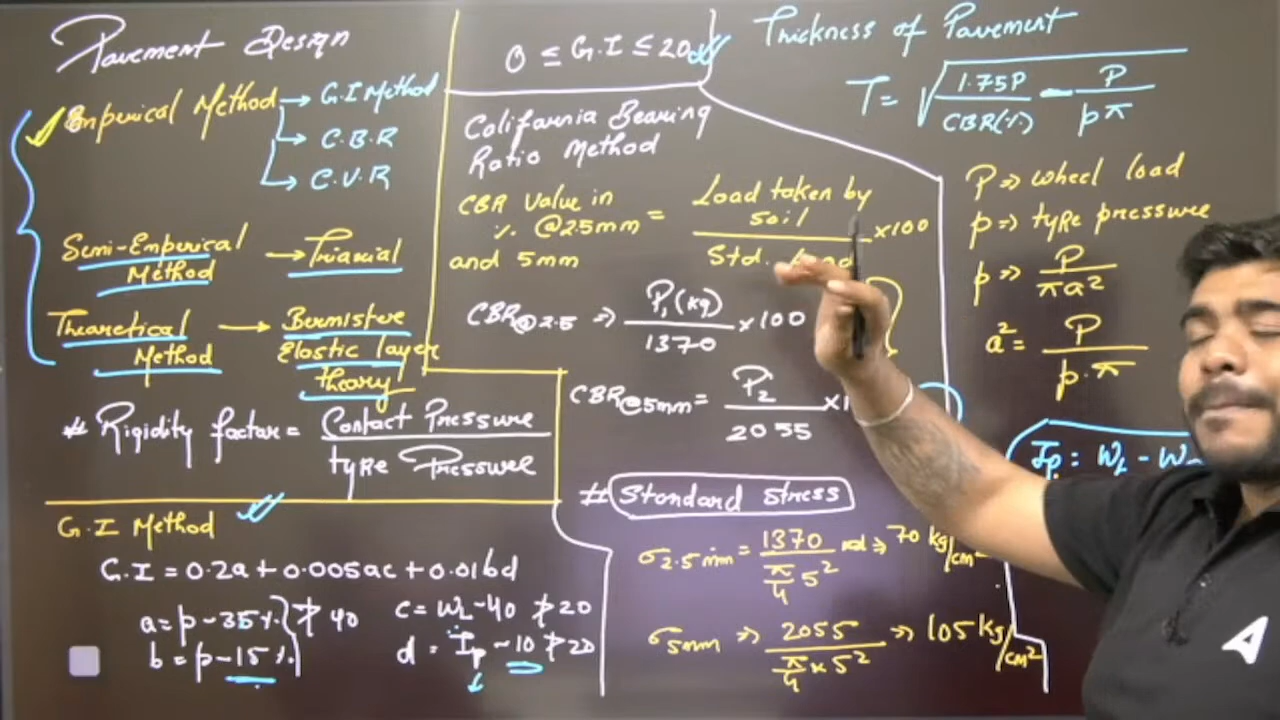 Pavement Design
Emperical Method → G.I Method
→ C.B.R
→ C.V.R
Semi-Emperical Method → Triaxial
Theoretical Method → Burmistere Elastic layer theory
# Rigidity factor = Contact Pressure / tyre Pressure
G.I Method
G.I = 0.2a + 0.005ac + 0.01bd
a = p-35% } ≯ 40
b = p-15% }
c = WL-40 ≯ 20
d = Ip - 10 ≯ 20
0 ≤ G.I ≤ 20
California Bearing
Ratio Method
CBR Value in % @2.5mm and 5mm = Load taken by soil / Std. Load × 100
CBR@2.5 ⇒ P1(kg) / 1370 × 100
CBR@5mm = P2 / 2055 ×1
# Standard Stress
σ2.5mm = 1370 / π/4 5² ⇒ 70 kg/cm²
σ5mm ⇒ 2055 / π/4 × 5² ⇒ 105 kg/cm²
Thickness of Pavement
T = √ 1.75P / CBR(%) - P / pπ
P ⇒ wheel load
p ⇒ tyre pressure
p ⇒ P / πa²
a² = P / p.π
Ip = WL - W